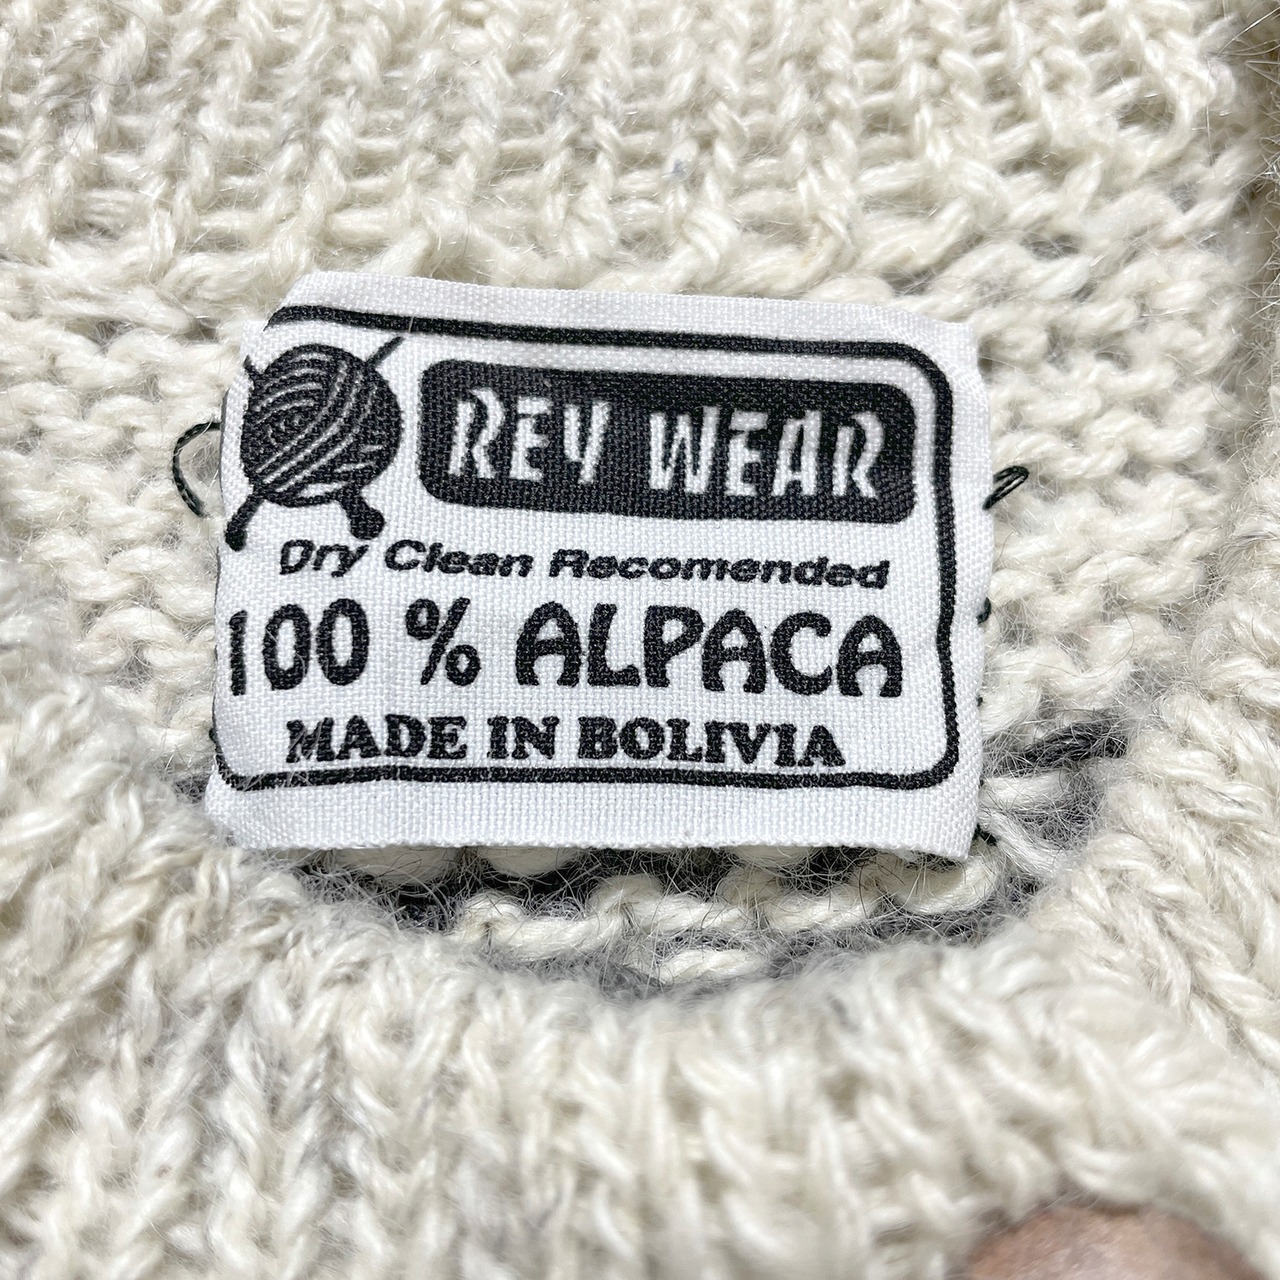 REY WEAR
Dry Clean Recomended
100 % ALPACA
MADE IN BOLIVIA